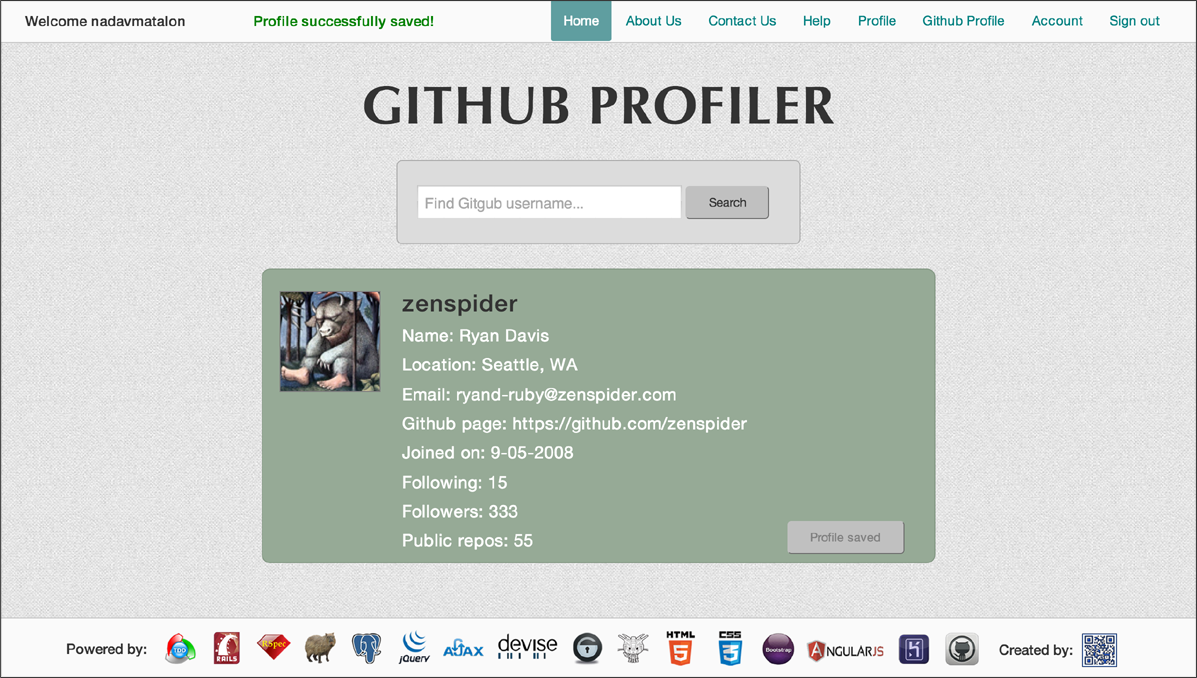 Welcome nadavmatalon Profile successfully saved! Home About Us Contact Us Help Profile Github Profile Account Sign out
GITHUB PROFILER
Find Gitgub username... Search
zenspider
Name: Ryan Davis
Location: Seattle, WA
Email: ryand-ruby@zenspider.com
Github page: https://github.com/zenspider
Joined on: 9-05-2008
Following: 15
Followers: 333
Public repos: 55
Profile saved
Powered by: TDD RAILS RSpec jQuery AJAX devise HTML 5 CSS 3 Bootstrap ANGULARJS Created by: